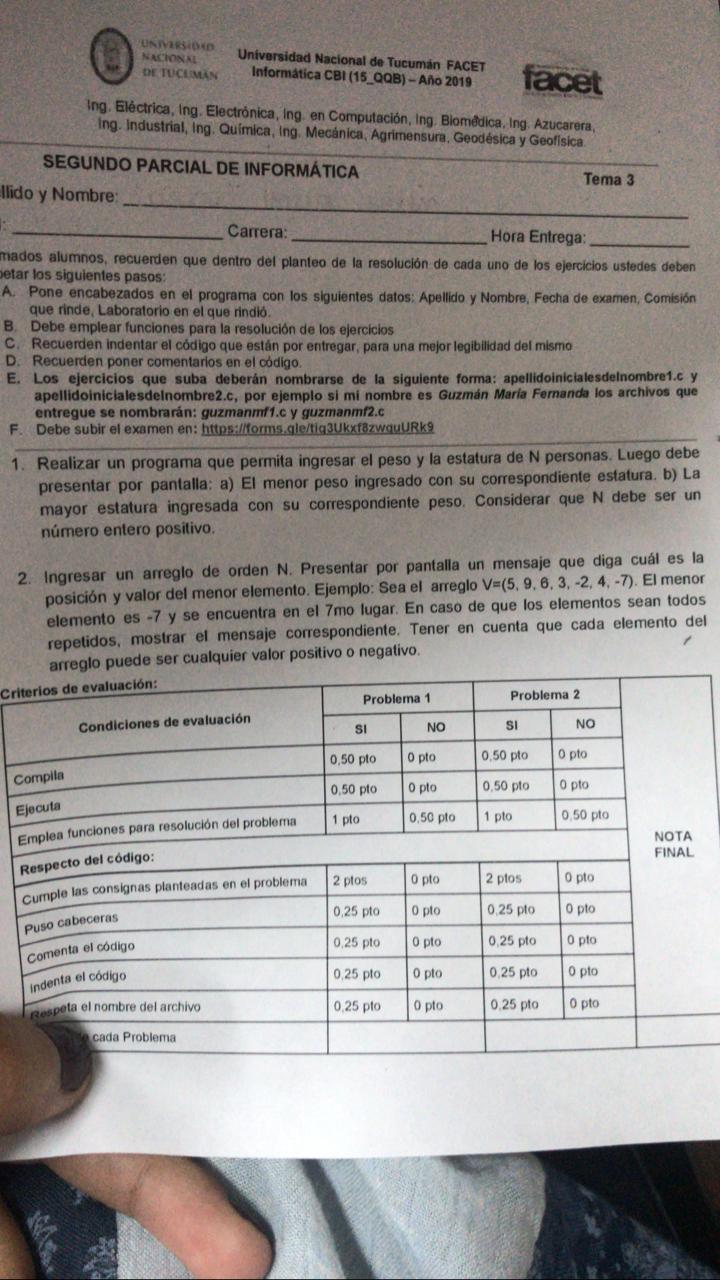 UNIVERSIDAD
NACIONAL
DE TUCUMÁN
Universidad Nacional de Tucumán FACET
Informática CBI (15_QQB) – Año 2019
facet
Ing. Eléctrica, Ing. Electrónica, Ing. en Computación, Ing. Biomédica, Ing. Azucarera,
Ing. Industrial, Ing. Química, Ing. Mecánica, Agrimensura, Geodésica y Geofísica.
SEGUNDO PARCIAL DE INFORMÁTICA
Tema 3
llido y Nombre:
: Carrera: Hora Entrega:
mados alumnos, recuerden que dentro del planteo de la resolución de cada uno de los ejercicios ustedes deben
petar los siguientes pasos:
A. Pone encabezados en el programa con los siguientes datos: Apellido y Nombre, Fecha de examen, Comisión
que rinde, Laboratorio en el que rindió.
B. Debe emplear funciones para la resolución de los ejercicios
C. Recuerden indentar el código que están por entregar, para una mejor legibilidad del mismo
D. Recuerden poner comentarios en el código.
E. Los ejercicios que suba deberán nombrarse de la siguiente forma: apellidoinicialesdelnombre1.c y
apellidoinicialesdelnombre2.c, por ejemplo si mi nombre es Guzmán María Fernanda los archivos que
entregue se nombrarán: guzmanmf1.c y guzmanmf2.c
F. Debe subir el examen en:
1. Realizar un programa que permita ingresar el peso y la estatura de N personas. Luego debe
presentar por pantalla: a) El menor peso ingresado con su correspondiente estatura. b) La
mayor estatura ingresada con su correspondiente peso. Considerar que N debe ser un
número entero positivo.
2. Ingresar un arreglo de orden N. Presentar por pantalla un mensaje que diga cuál es la
posición y valor del menor elemento. Ejemplo: Sea el arreglo V=(5, 9, 6, 3, -2, 4, -7). El menor
elemento es -7 y se encuentra en el 7mo lugar. En caso de que los elementos sean todos
repetidos, mostrar el mensaje correspondiente. Tener en cuenta que cada elemento del
arreglo puede ser cualquier valor positivo o negativo.
Criterios de evaluación:
Condiciones de evaluación Problema 1 Problema 2
SI NO SI NO
Compila 0,50 pto 0 pto 0,50 pto 0 pto
Ejecuta 0,50 pto 0 pto 0,50 pto 0 pto
Emplea funciones para resolución del problema 1 pto 0,50 pto 1 pto 0,50 pto
NOTA
FINAL
Respecto del código:
Cumple las consignas planteadas en el problema 2 ptos 0 pto 2 ptos 0 pto
Puso cabeceras 0,25 pto 0 pto 0,25 pto 0 pto
Comenta el código 0,25 pto 0 pto 0,25 pto 0 pto
Indenta el código 0,25 pto 0 pto 0,25 pto 0 pto
Respeta el nombre del archivo 0,25 pto 0 pto 0,25 pto 0 pto
cada Problema